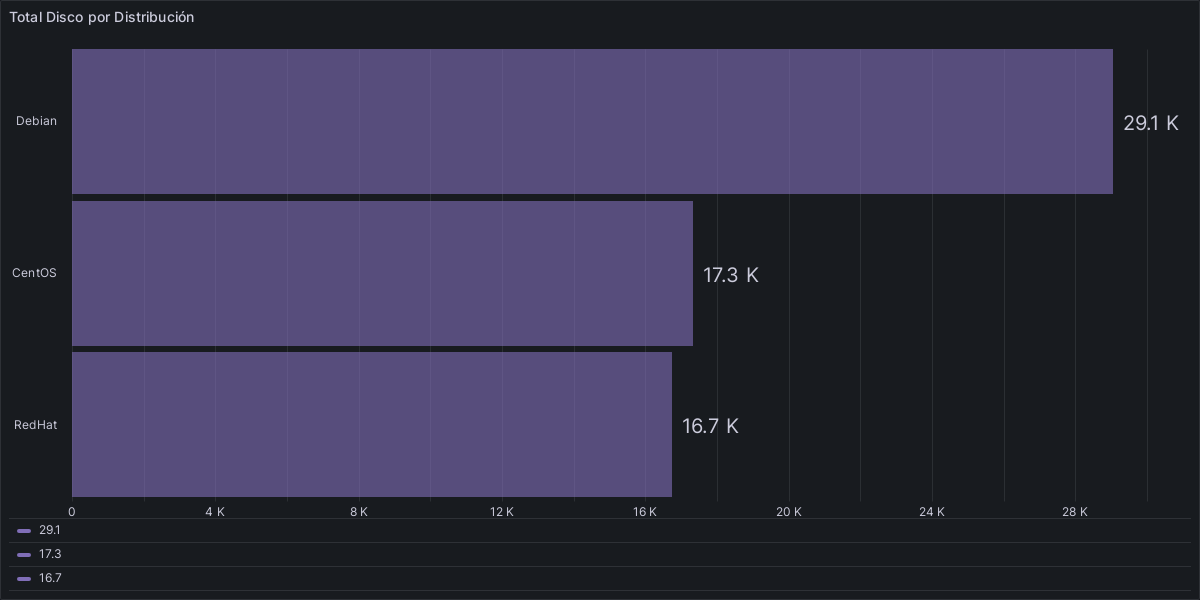 Total Disco por Distribución
Debian
29.1 K
CentOS
17.3 K
RedHat
16.7 K
0 4 K 8 K 12 K 16 K 20 K 24 K 28 K
29.1
17.3
16.7